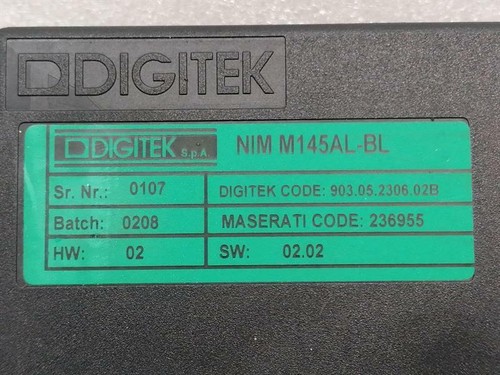 DIGITEK
DIGITEK S.p.A. NIM M145AL-BL
Sr. Nr.: 0107 DIGITEK CODE: 903.05.2306.02B
Batch: 0208 MASERATI CODE: 236955
HW: 02 SW: 02.02